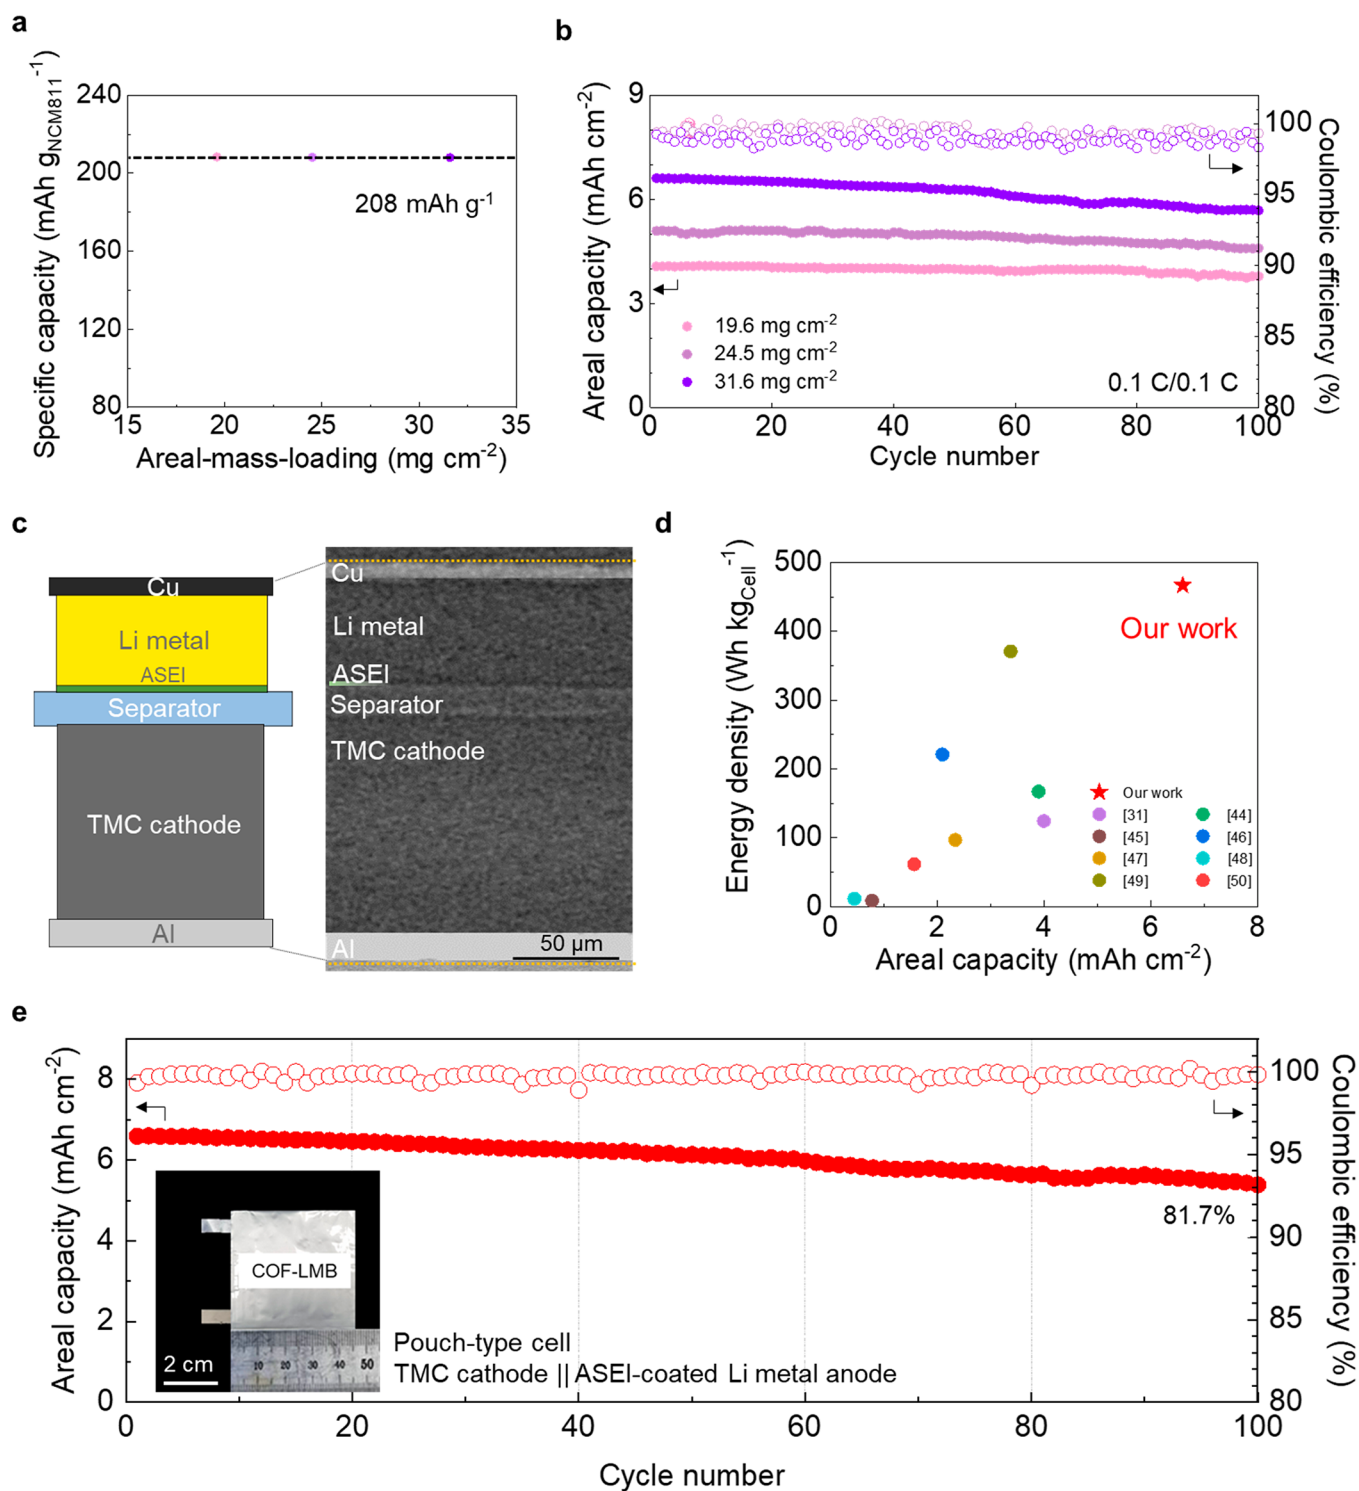 a
Specific capacity (mAh gNCM811-1)
240
200
160
120
80
208 mAh g-1
15 20 25 30 35
Areal-mass-loading (mg cm-2)
b
Areal capacity (mAh cm-2)
9
6
3
0
19.6 mg cm-2
24.5 mg cm-2
31.6 mg cm-2
0.1 C/0.1 C
100
95
90
85
80
Coulombic efficiency (%)
0 20 40 60 80 100
Cycle number
c
Cu
Li metal
ASEI
Separator
TMC cathode
Al
Cu
Li metal
ASEI
Separator
TMC cathode
Al
50 μm
d
Energy density (Wh kgCell-1)
500
400
300
200
100
0
Our work
Our work
[31] [44]
[45] [46]
[47] [48]
[49] [50]
0 2 4 6 8
Areal capacity (mAh cm-2)
e
Areal capacity (mAh cm-2)
8
6
4
2
0
81.7%
COF-LMB
10 20 30 40 50
2 cm
Pouch-type cell
TMC cathode || ASEI-coated Li metal anode
100
95
90
85
80
Coulombic efficiency (%)
0 20 40 60 80 100
Cycle number